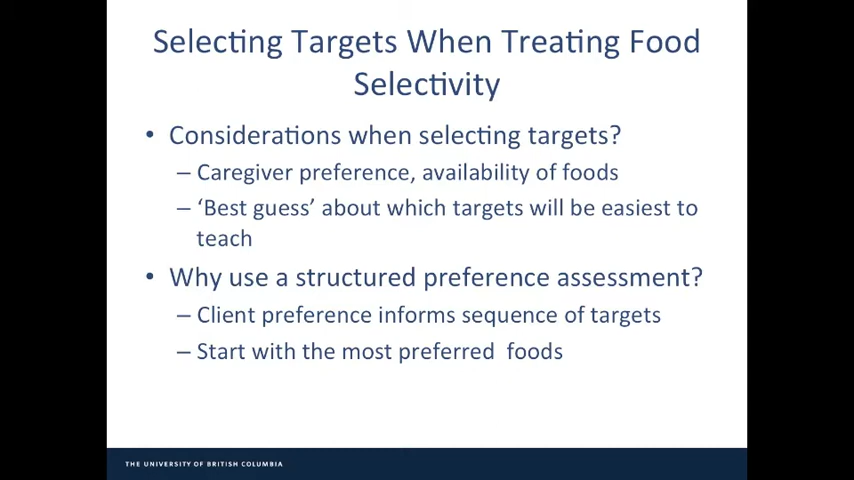 Selecting Targets When Treating Food
Selectivity
• Considerations when selecting targets?
– Caregiver preference, availability of foods
– ‘Best guess’ about which targets will be easiest to
teach
• Why use a structured preference assessment?
– Client preference informs sequence of targets
– Start with the most preferred  foods
THE UNIVERSITY OF BRITISH COLUMBIA